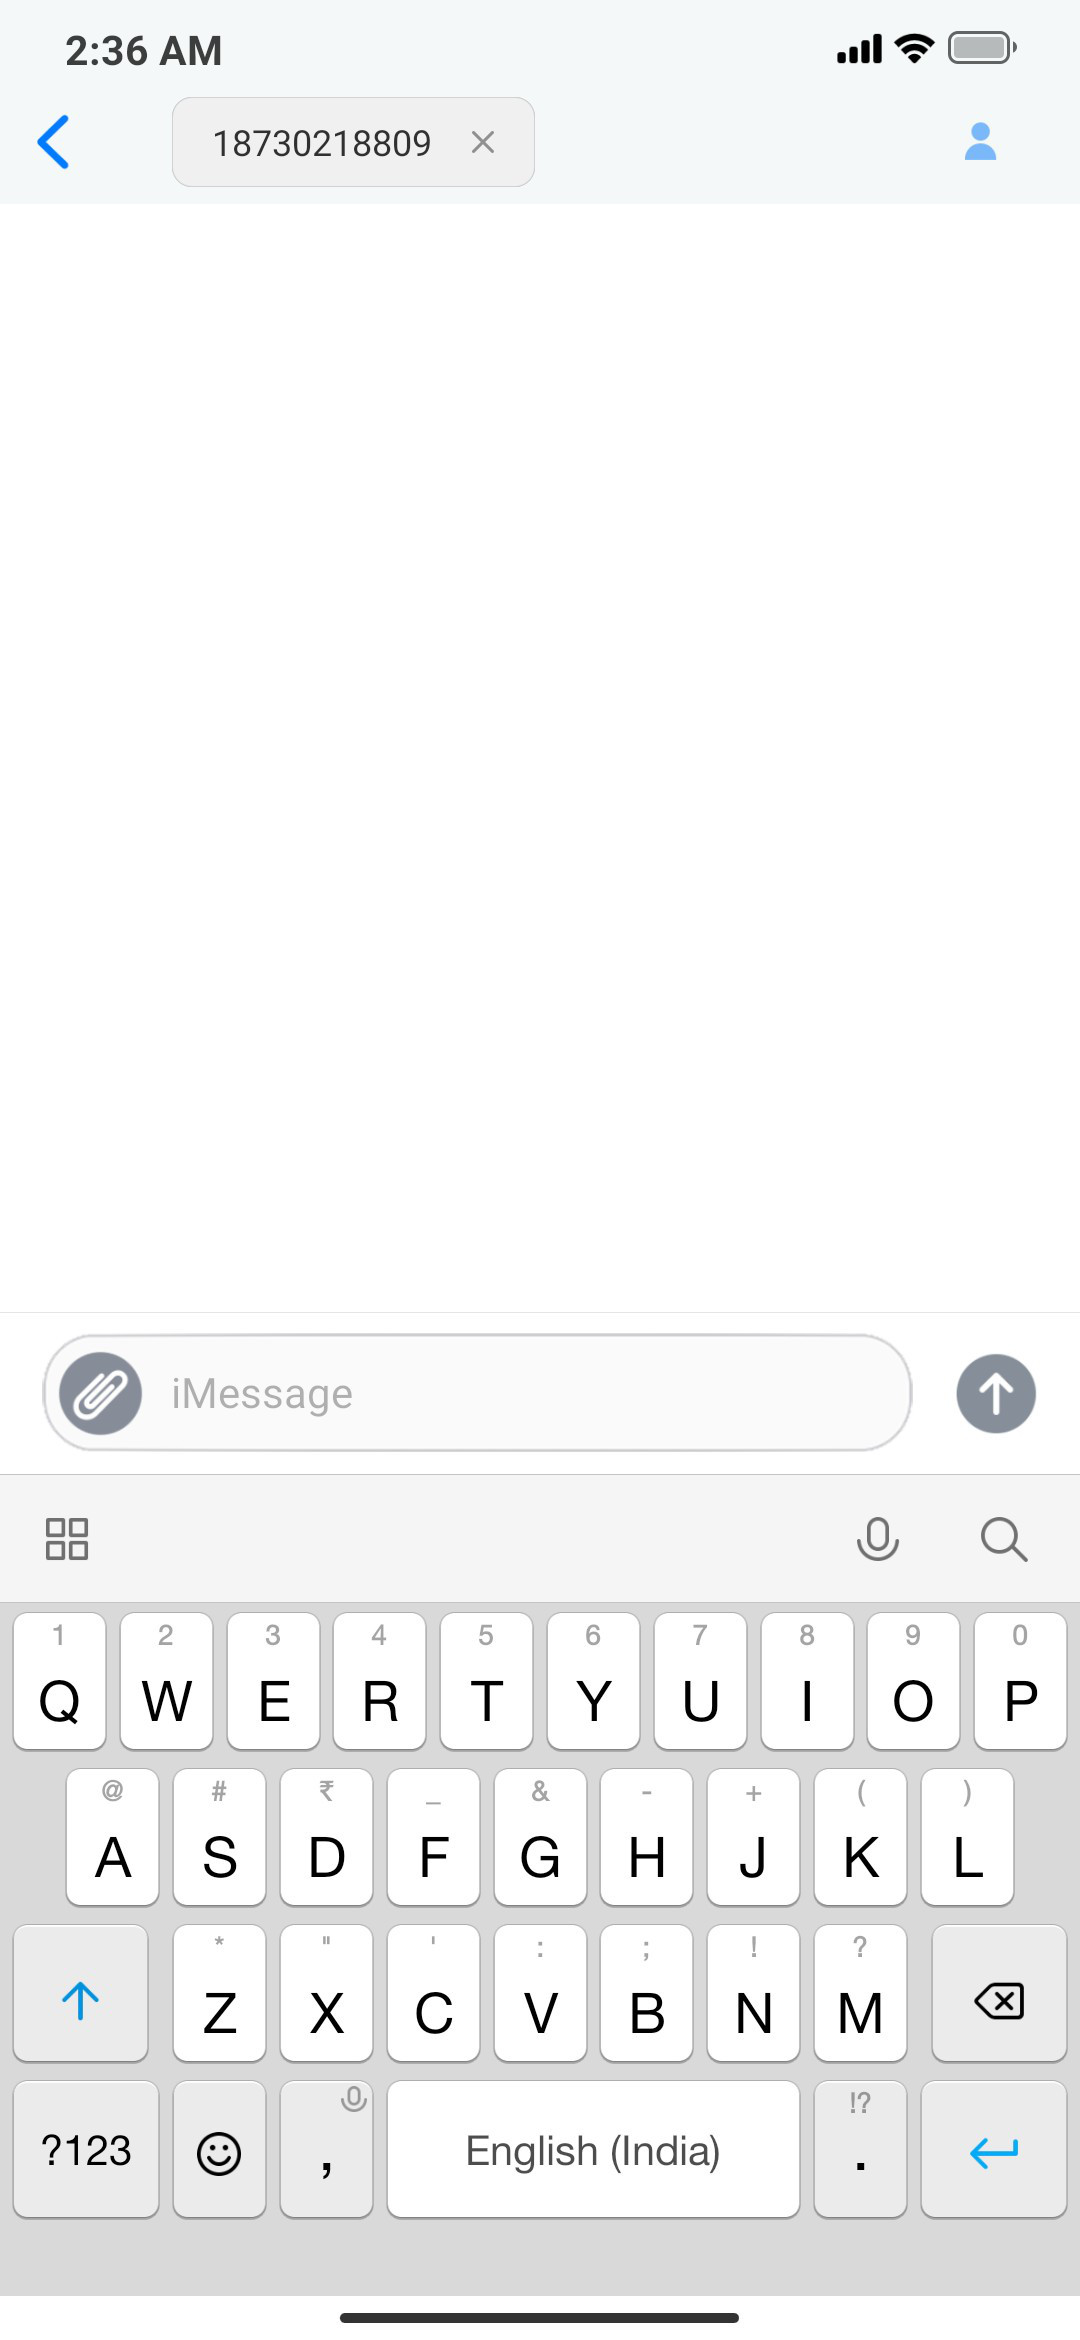 2:36 AM
18730218809
iMessage
1 2 3 4 5 6 7 8 9 0
Q W E R T Y U I O P
@ # ₹ _ & - + ( )
A S D F G H J K L
* " ' : ; ! ?
Z X C V B N M
!?
?123 , English (India) .